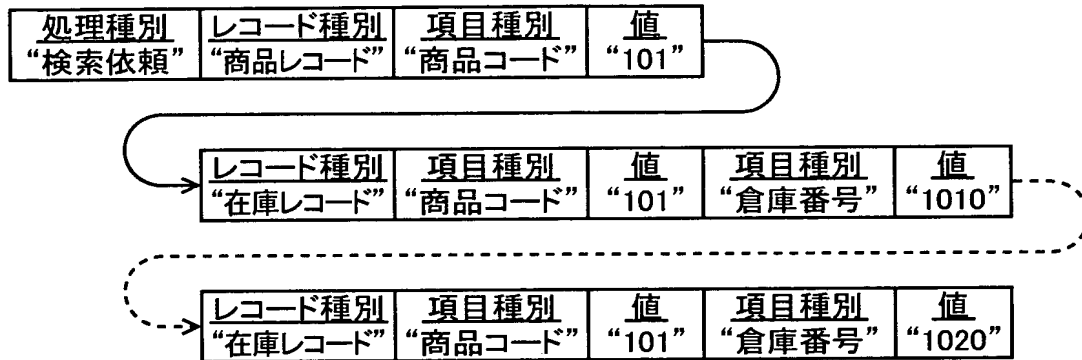 処理種別 レコード種別 項目種別 値
“検索依頼” “商品レコード” “商品コード” “101”
レコード種別 項目種別 値 項目種別 値
“在庫レコード” “商品コード” “101” “倉庫番号” “1010”
レコード種別 項目種別 値 項目種別 値
“在庫レコード” “商品コード” “101” “倉庫番号” “1020”